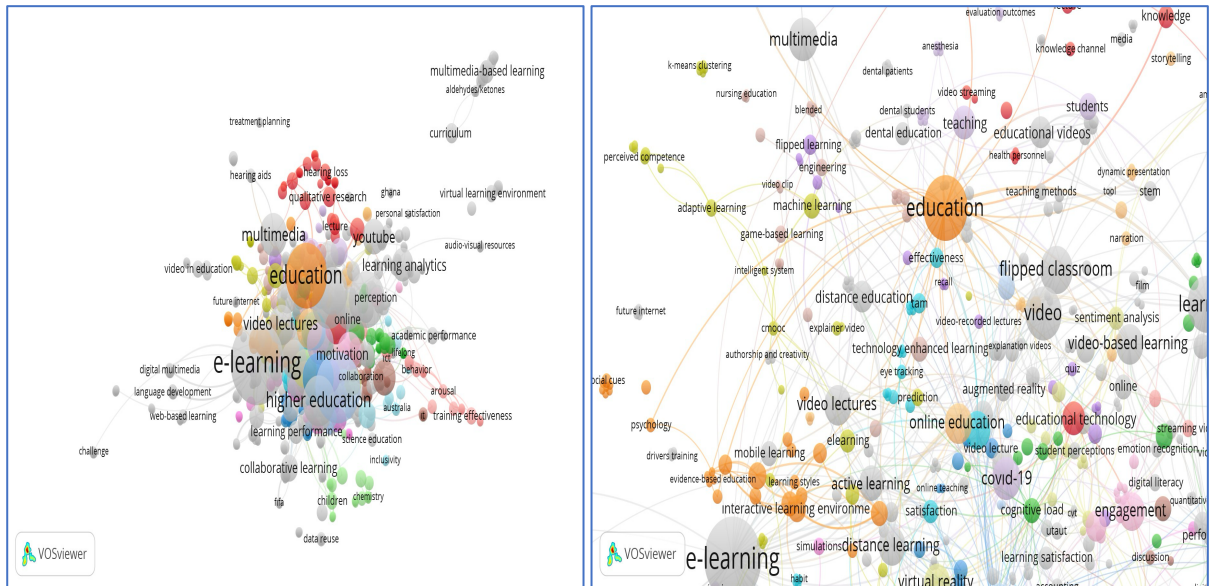 multimedia-based learning
aldehydes/ketones
treatment planning
curriculum
hearing loss
hearing aids
virtual learning environment
qualitative research
ghana
personal satisfaction
lecture
multimedia
youtube
audio-visual resources
video in education
learning analytics
education
perception
future internet
video lectures
online
academic performance
e-learning
motivation
lifelong
ict
digital multimedia
collaboration
behavior
language development
arousal
higher education
web-based learning
australia
training effectiveness
learning performance
science education
challenge
inclusivity
collaborative learning
fifa
children
chemistry
data reuse
VOSviewer
evaluation outcomes
knowledge
multimedia
anesthesia
media
knowledge channel
storytelling
k-means clustering
dental patients
nursing education
video streaming
blended
dental students
students
teaching
dental education
educational videos
flipped learning
perceived competence
engineering
health personnel
dynamic presentation
video clip
teaching methods
tool
stem
adaptive learning
machine learning
education
game-based learning
narration
effectiveness
intelligent system
flipped classroom
recall
film
distance education
tam
learn
future internet
video
video-recorded lectures
sentiment analysis
cmooc
explainer video
video-based learning
authorship and creativity
technology enhanced learning
explanation videos
eye tracking
quiz
cial cues
augmented reality
online
prediction
video lectures
psychology
online education
educational technology
streaming vi
elearning
drivers training
mobile learning
video lecture
student perceptions
emotion recognition
evidence-based education
learning styles
active learning
online teaching
covid-19
digital literacy
interactive learning environme
satisfaction
cognitive load
engagement
quantitativ
utaut
simulations
distance learning
perfo
e-learning
learning satisfaction
discussion
habit
virtual reality
accounting
VOSviewer